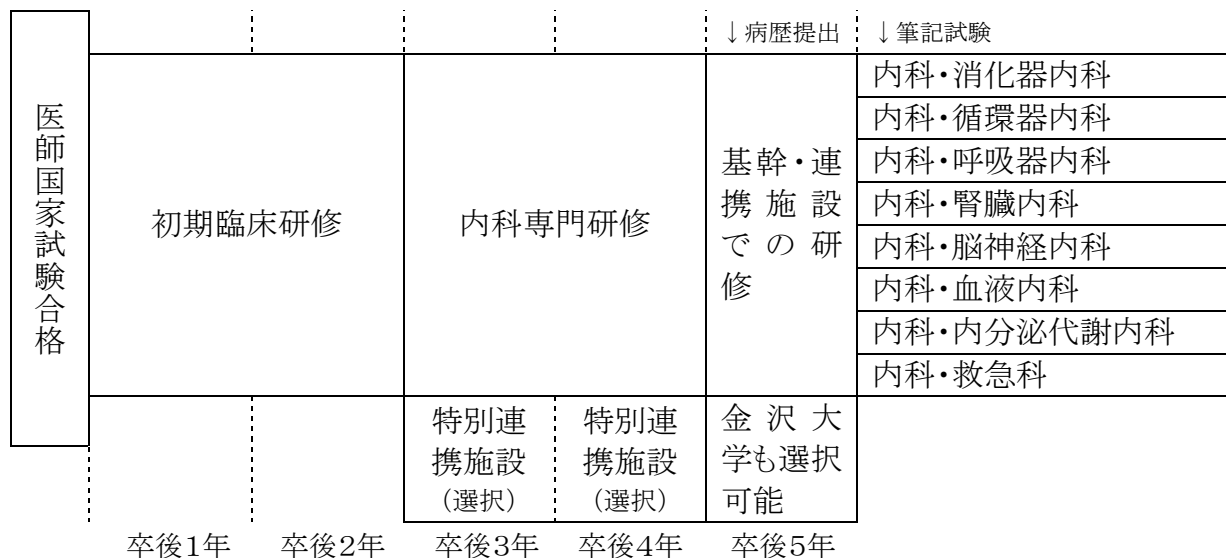 ↓病歴提出
↓筆記試験
医師国家試験合格
初期臨床研修
内科専門研修
基幹・連
携施設
での研
修
内科・消化器内科
内科・循環器内科
内科・呼吸器内科
内科・腎臓内科
内科・脳神経内科
内科・血液内科
内科・内分泌代謝内科
内科・救急科
特別連
携施設
(選択)
特別連
携施設
(選択)
金沢大
学も選択
可能
卒後1年
卒後2年
卒後3年
卒後4年
卒後5年